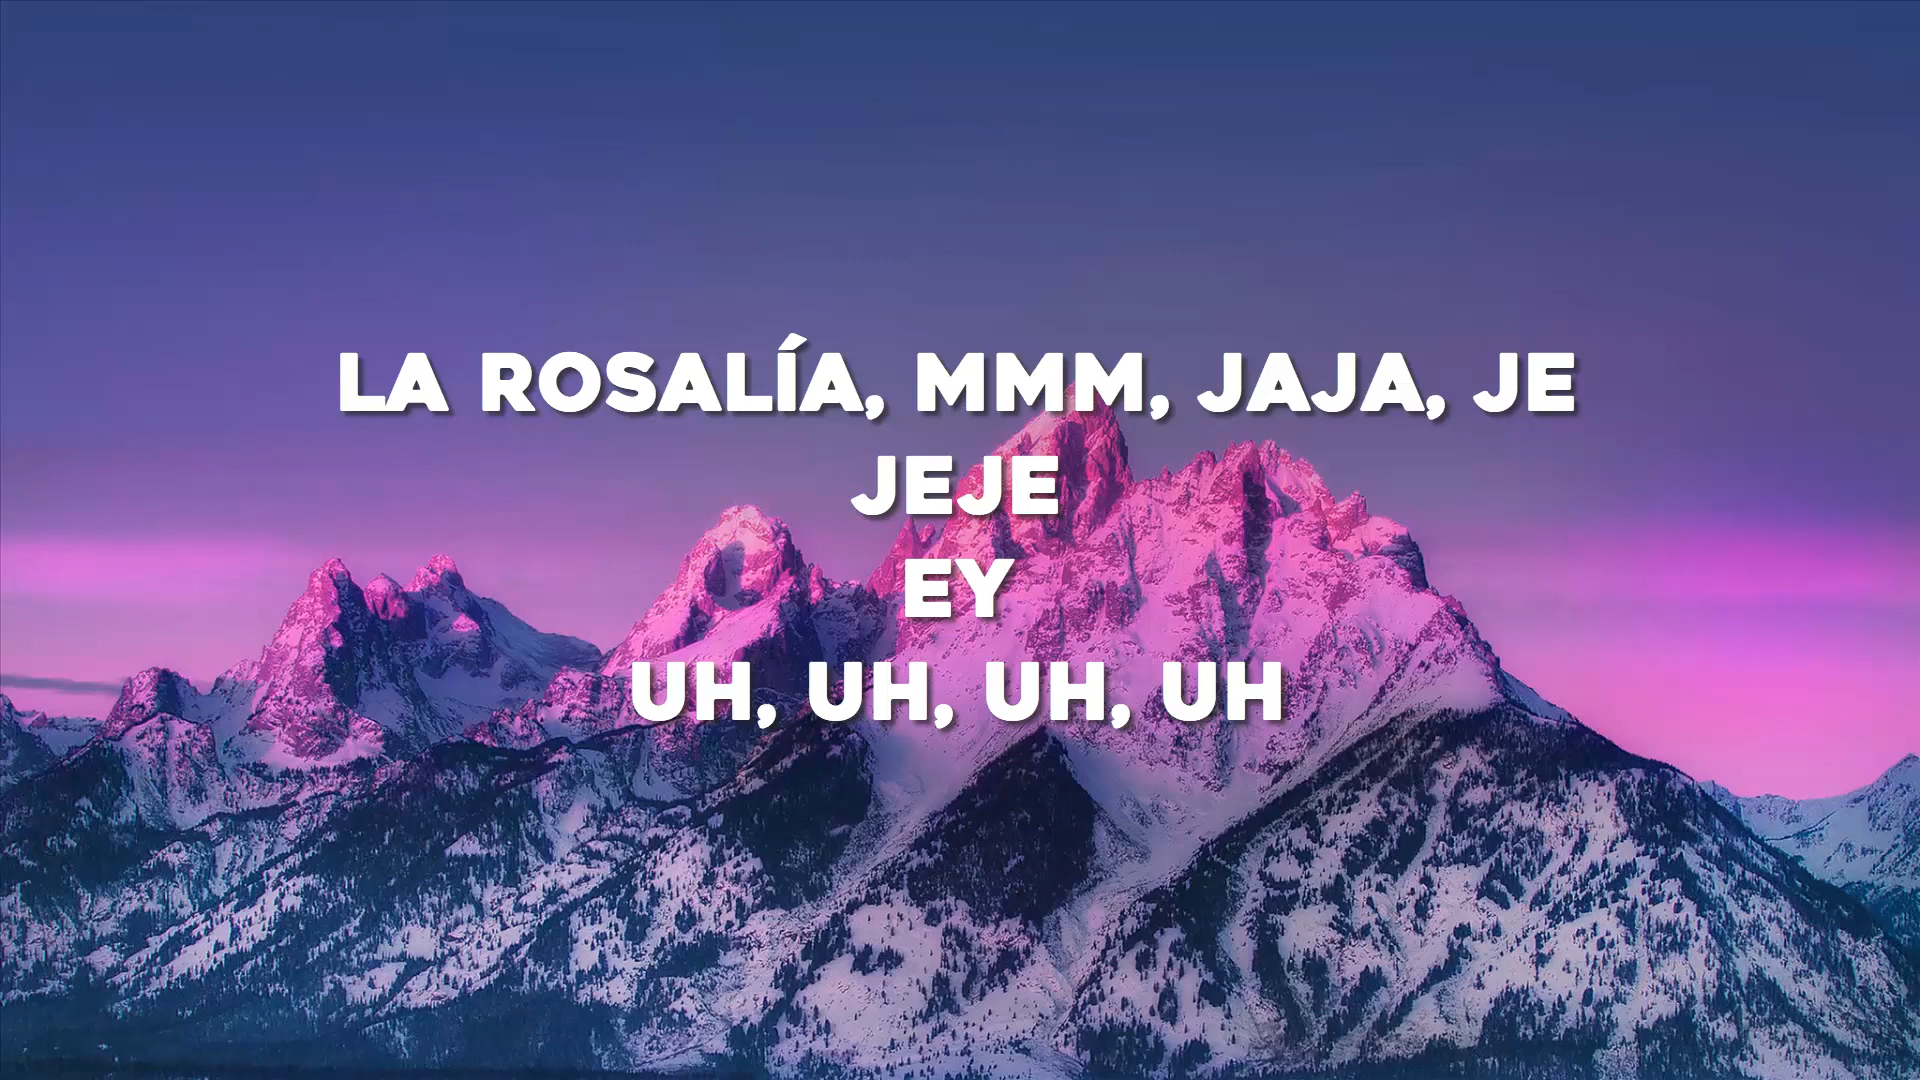 LA ROSALÍA, MMM, JAJA, JE
JEJE
EY
UH, UH, UH, UH